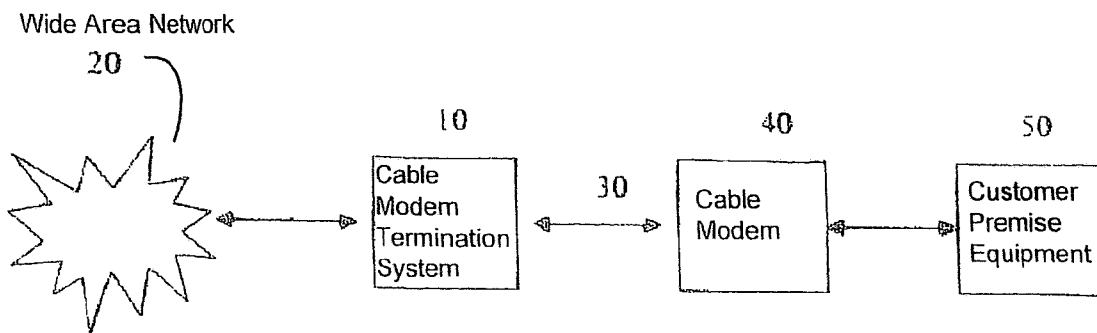 Wide Area Network
20
10
40
50
30
Cable
Modem
Termination
System
Cable
Modem
Customer
Premise
Equipment